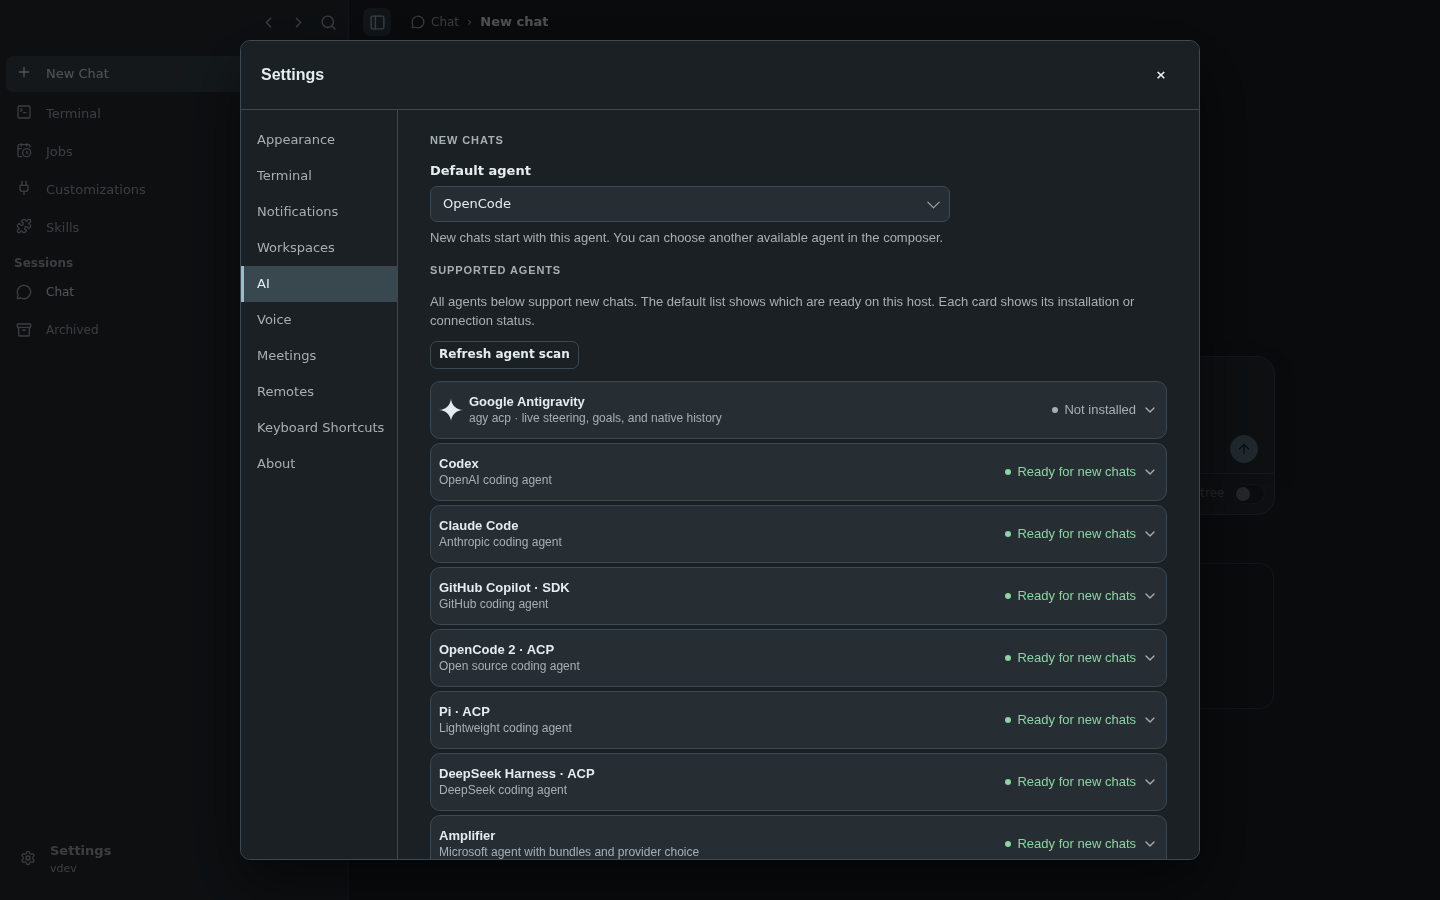 Chat › New chat
New Chat
Terminal
Jobs
Customizations
Skills
Sessions
Chat
Archived
Settings
vdev
Settings
×
Appearance
Terminal
Notifications
Workspaces
AI
Voice
Meetings
Remotes
Keyboard Shortcuts
About
NEW CHATS
Default agent
OpenCode
New chats start with this agent. You can choose another available agent in the composer.
SUPPORTED AGENTS
All agents below support new chats. The default list shows which are ready on this host. Each card shows its installation or
connection status.
Refresh agent scan
Google Antigravity
agy acp · live steering, goals, and native history
Not installed
Codex
OpenAI coding agent
Ready for new chats
Claude Code
Anthropic coding agent
Ready for new chats
GitHub Copilot · SDK
GitHub coding agent
Ready for new chats
OpenCode 2 · ACP
Open source coding agent
Ready for new chats
Pi · ACP
Lightweight coding agent
Ready for new chats
DeepSeek Harness · ACP
DeepSeek coding agent
Ready for new chats
Amplifier
Microsoft agent with bundles and provider choice
Ready for new chats
tree